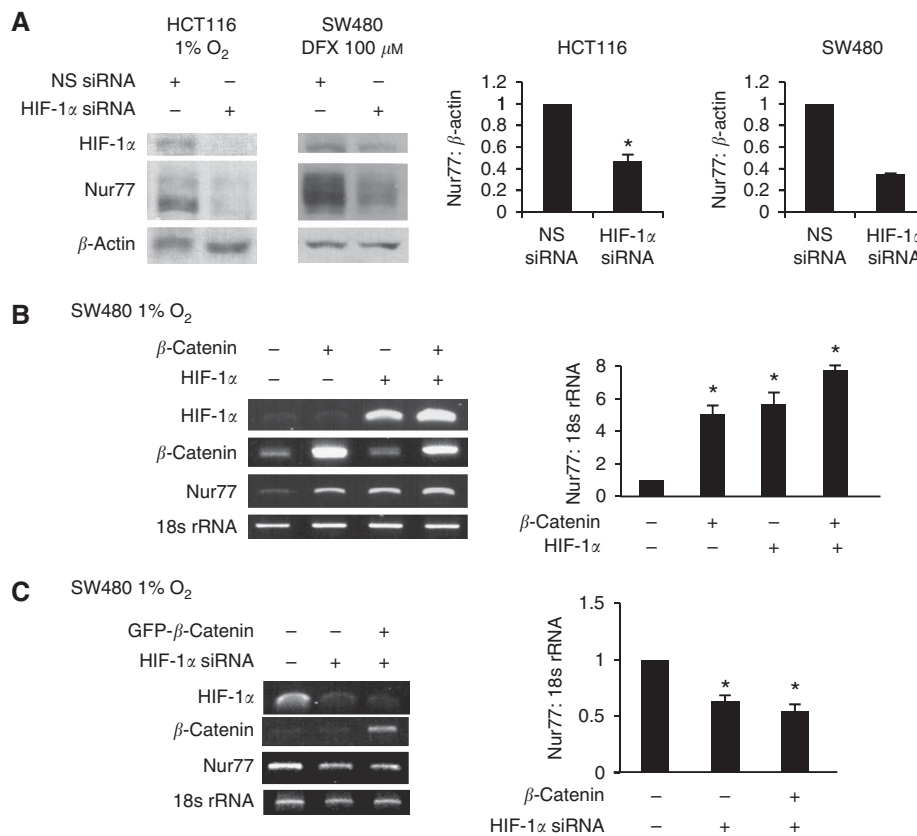 A
HCT116
1% O₂
SW480
DFX 100 μM
NS siRNA + – + –
HIF-1α siRNA – + – +
HIF-1α
Nur77
β-Actin
HCT116
Nur77: β-actin
1.2
1
0.8
0.6
0.4
0.2
0
*
NS
siRNA
HIF-1α
siRNA
SW480
Nur77: β-actin
1.2
1
0.8
0.6
0.4
0.2
0
NS
siRNA
HIF-1α
siRNA
B
SW480 1% O₂
β-Catenin – + – +
HIF-1α – – + +
HIF-1α
β-Catenin
Nur77
18s rRNA
Nur77: 18s rRNA
8
6
4
2
0
* * *
β-Catenin – + – +
HIF-1α – – + +
C
SW480 1% O₂
GFP-β-Catenin – – +
HIF-1α siRNA – + +
HIF-1α
β-Catenin
Nur77
18s rRNA
Nur77: 18s rRNA
1.5
1
0.5
0
* *
β-Catenin – – +
HIF-1α siRNA – + +